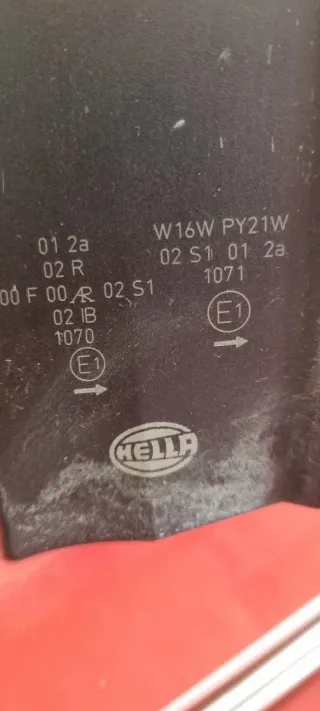 01 2a
02 R
00 F 00 AR 02 S1
02 IB
1070
E1
W16W PY21W
02 S1 01 2a
1071
E1
HELLA